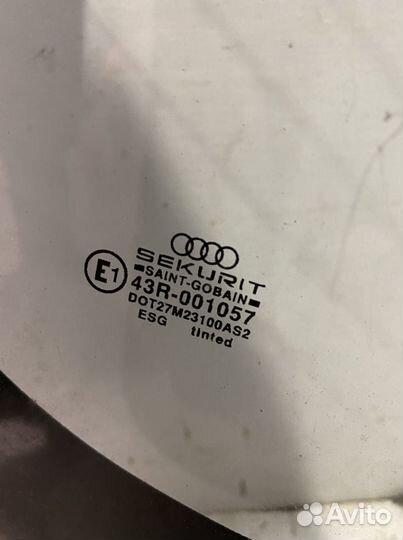 SEKURIT
SAINT-GOBAIN
E1
43R-001057
DOT27M23100AS2
ESG tinted
Avito